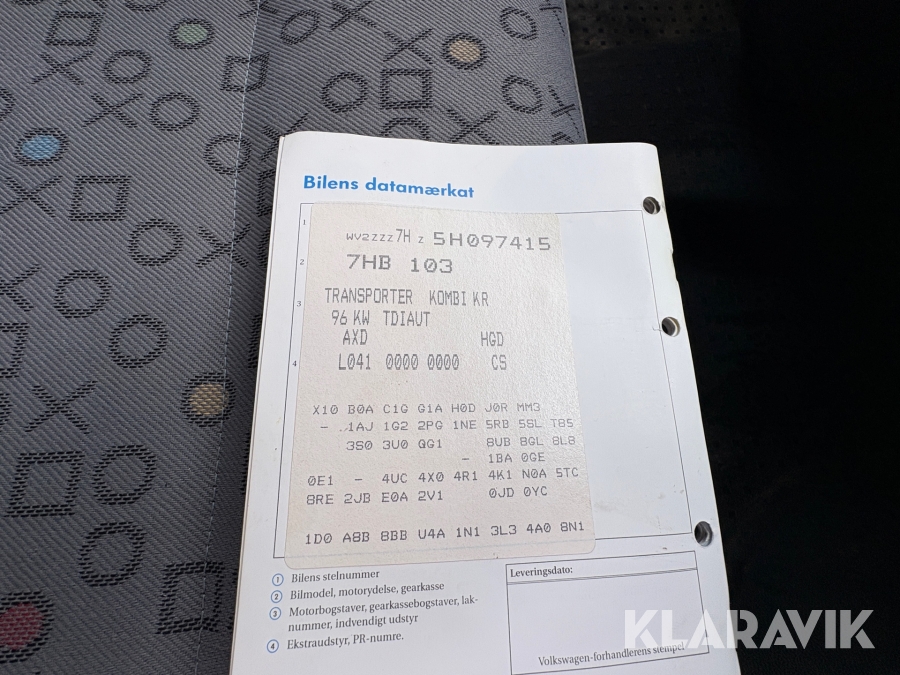 Bilens datamærkat
1
WV2ZZZ7H Z 5H097415
2
7HB 103
3
TRANSPORTER KOMBI KR
96 KW TDIAUT
AXD HGD
4
L041 0000 0000 CS
X10 B0A C1G G1A H0D J0R MM3
- 1AJ 1G2 2PG 1NE 5RB 5SL T85
3S0 3U0 QG1 8UB 8GL 8L8
- 1BA 0GE
0E1 - 4UC 4X0 4R1 4K1 N0A 5TC
8RE 2JB E0A 2V1 0JD 0YC
1D0 A8B 8BB U4A 1N1 3L3 4A0 8N1
1 Bilens stelnummer
2 Bilmodel, motorydelse, gearkasse
3 Motorbogstaver, gearkassebogstaver, lak-
nummer, indvendigt udstyr
4 Ekstraudstyr, PR-numre.
Leveringsdato:
Volkswagen-forhandlerens stempel
KLARAVIK